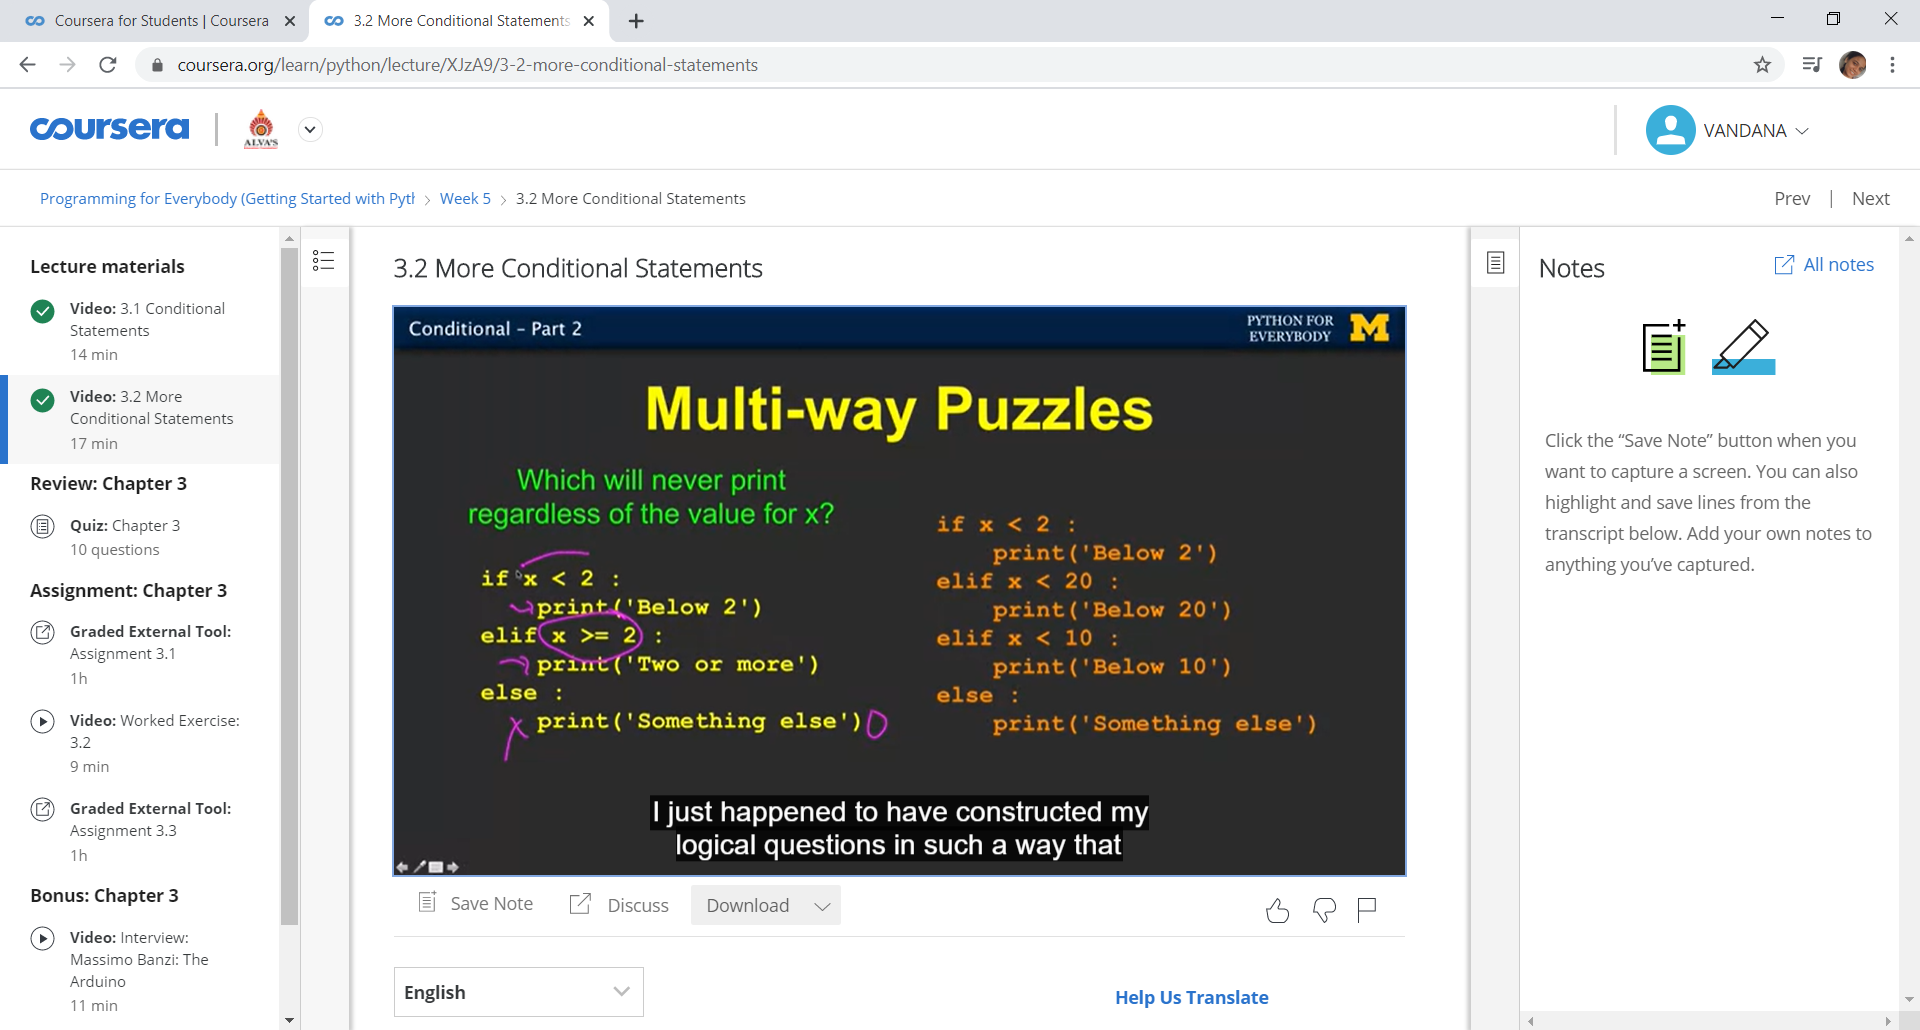 Coursera for Students | Coursera
3.2 More Conditional Statements
coursera.org/learn/python/lecture/XJzA9/3-2-more-conditional-statements
coursera
ALVA'S
VANDANA
Programming for Everybody (Getting Started with Pyth
Week 5
3.2 More Conditional Statements
Prev | Next
Lecture materials
Video: 3.1 Conditional
Statements
14 min
Video: 3.2 More
Conditional Statements
17 min
Review: Chapter 3
Quiz: Chapter 3
10 questions
Assignment: Chapter 3
Graded External Tool:
Assignment 3.1
1h
Video: Worked Exercise:
3.2
9 min
Graded External Tool:
Assignment 3.3
1h
Bonus: Chapter 3
Video: Interview:
Massimo Banzi: The
Arduino
11 min
3.2 More Conditional Statements
Conditional - Part 2
PYTHON FOR
EVERYBODY
M
Multi-way Puzzles
Which will never print
regardless of the value for x?
if x < 2 :
print('Below 2')
elif x >= 2 :
print('Two or more')
else :
print('Something else')
if x < 2 :
print('Below 2')
elif x < 20 :
print('Below 20')
elif x < 10 :
print('Below 10')
else :
print('Something else')
I just happened to have constructed my
logical questions in such a way that
Save Note
Discuss
Download
English
Help Us Translate
Notes
All notes
Click the “Save Note” button when you
want to capture a screen. You can also
highlight and save lines from the
transcript below. Add your own notes to
anything you’ve captured.